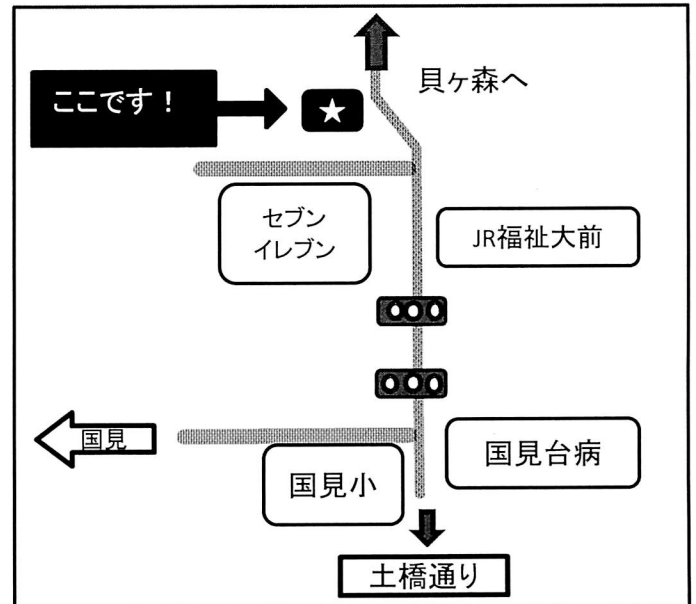 貝ヶ森へ
ここです！
セブン
イレブン
JR福祉大前
国見
国見小
国見台病
土橋通り